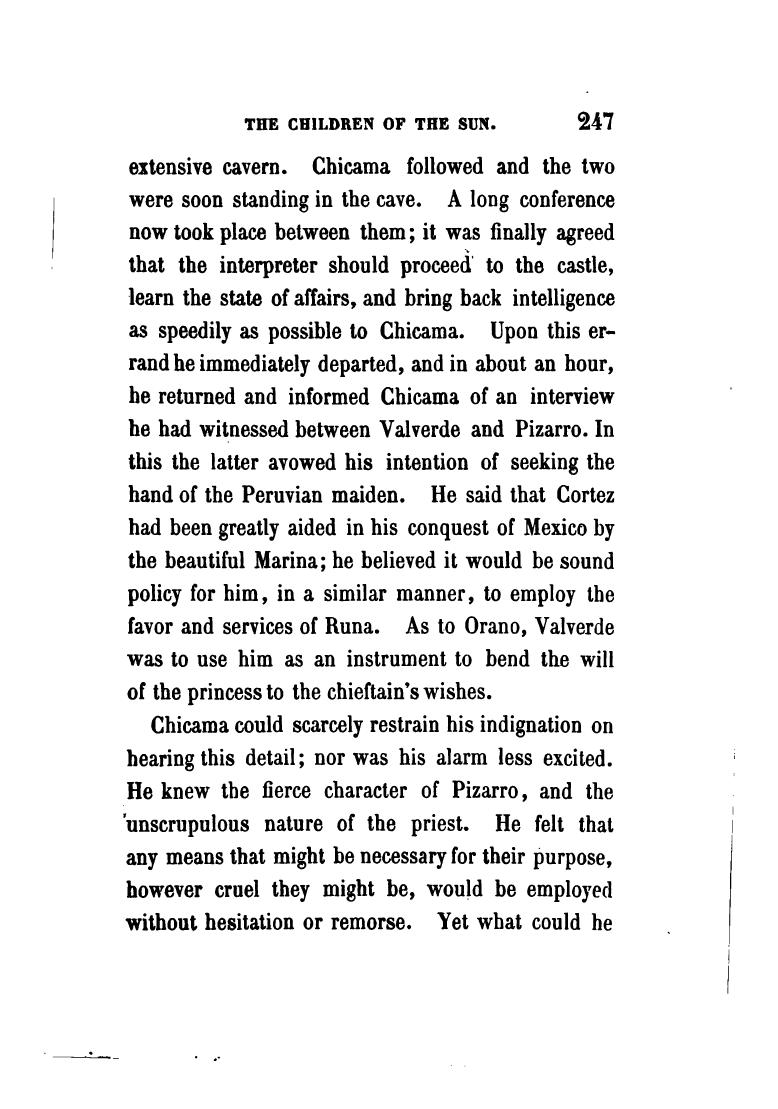 THE CHILDREN OF THE SUN. 247
extensive cavern. Chicama followed and the two
were soon standing in the cave. A long conference
now took place between them; it was finally agreed
that the interpreter should proceed to the castle,
learn the state of affairs, and bring back intelligence
as speedily as possible to Chicama. Upon this er-
rand he immediately departed, and in about an hour,
he returned and informed Chicama of an interview
he had witnessed between Valverde and Pizarro. In
this the latter avowed his intention of seeking the
hand of the Peruvian maiden. He said that Cortez
had been greatly aided in his conquest of Mexico by
the beautiful Marina; he believed it would be sound
policy for him, in a similar manner, to employ the
favor and services of Runa. As to Orano, Valverde
was to use him as an instrument to bend the will
of the princess to the chieftain's wishes.
Chicama could scarcely restrain his indignation on
hearing this detail; nor was his alarm less excited.
He knew the fierce character of Pizarro, and the
unscrupulous nature of the priest. He felt that
any means that might be necessary for their purpose,
however cruel they might be, would be employed
without hesitation or remorse. Yet what could he